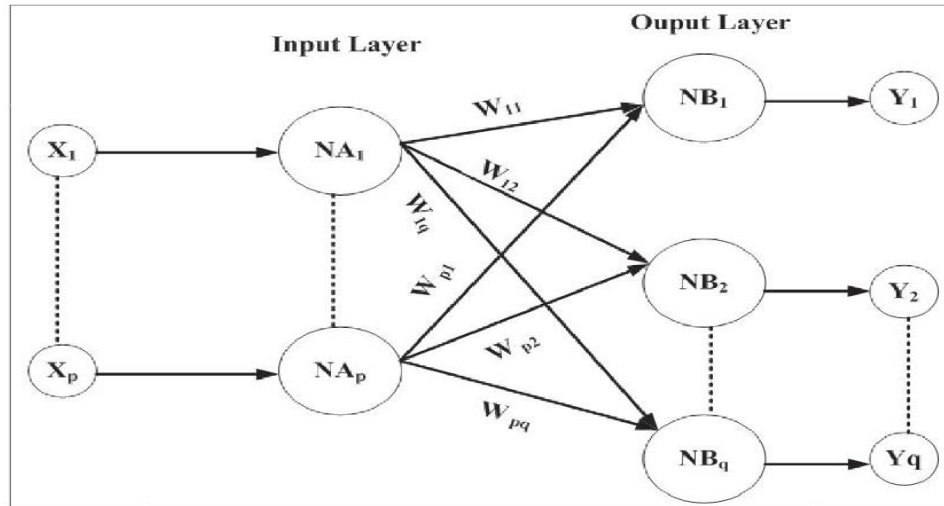 Input Layer
Ouput Layer
X₁
NA₁
W₁₁
NB₁
Y₁
W₁₂
W₁q
Wₚ₁
NB₂
Y₂
Xₚ
NAₚ
Wₚ₂
Wₚq
NBq
Yq